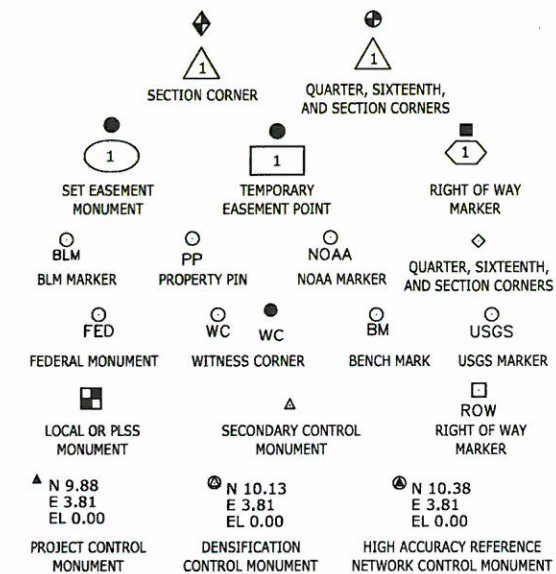 1
1
SECTION CORNER
QUARTER, SIXTEENTH,
AND SECTION CORNERS
1
1
1
SET EASEMENT
MONUMENT
TEMPORARY
EASEMENT POINT
RIGHT OF WAY
MARKER
BLM
PP
NOAA
BLM MARKER
PROPERTY PIN
NOAA MARKER
QUARTER, SIXTEENTH,
AND SECTION CORNERS
FED
WC
WC
BM
USGS
FEDERAL MONUMENT
WITNESS CORNER
BENCH MARK
USGS MARKER
ROW
LOCAL OR PLSS
MONUMENT
SECONDARY CONTROL
MONUMENT
RIGHT OF WAY
MARKER
N 9.88
E 3.81
EL 0.00
N 10.13
E 3.81
EL 0.00
N 10.38
E 3.81
EL 0.00
PROJECT CONTROL
MONUMENT
DENSIFICATION
CONTROL MONUMENT
HIGH ACCURACY REFERENCE
NETWORK CONTROL MONUMENT